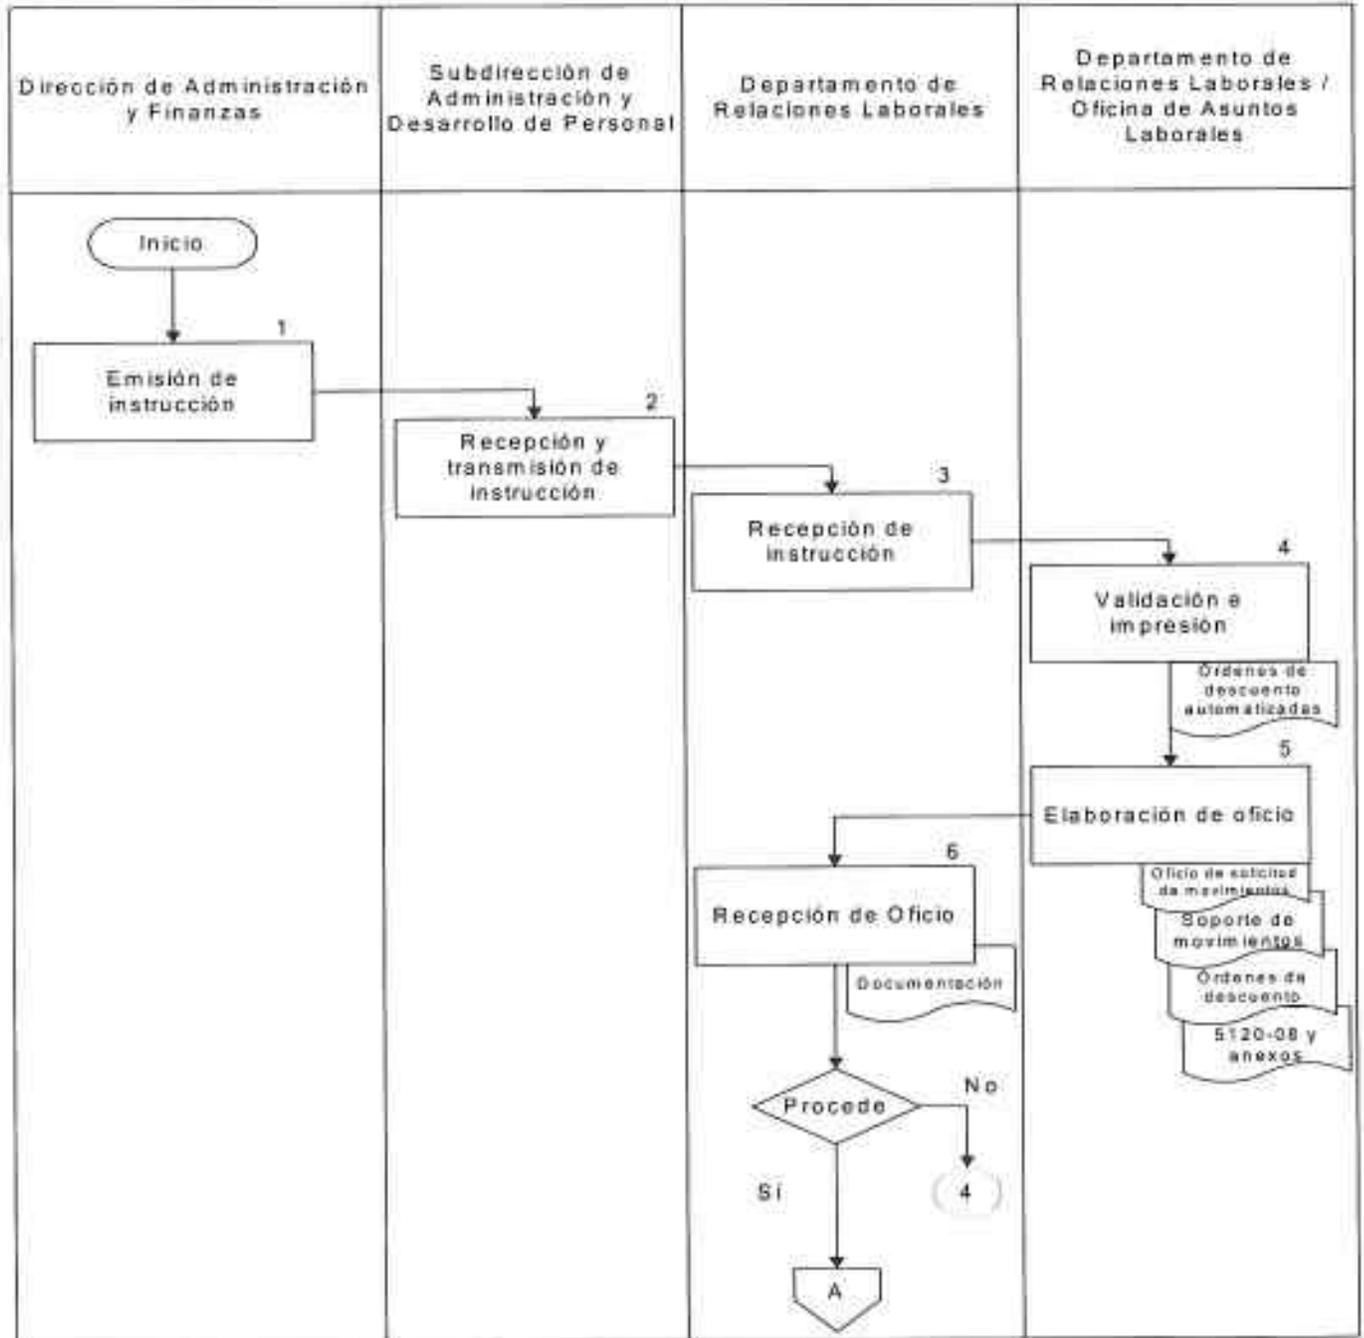 Dirección de Administración
y Finanzas
Subdirección de
Administración y
Desarrollo de Personal
Departamento de
Relaciones Laborales
Departamento de
Relaciones Laborales /
Oficina de Asuntos
Laborales
Inicio
1
Emisión de
instrucción
2
Recepción y
transmisión de
instrucción
3
Recepción de
instrucción
4
Validación e
impresión
Órdenes de
descuento
automatizadas
5
Elaboración de oficio
Oficio de solicitud
de movimientos
Soporte de
movimientos
Órdenes de
descuento
5120-08 y
anexos
6
Recepción de Oficio
Documentación
Procede
No
4
Sí
A